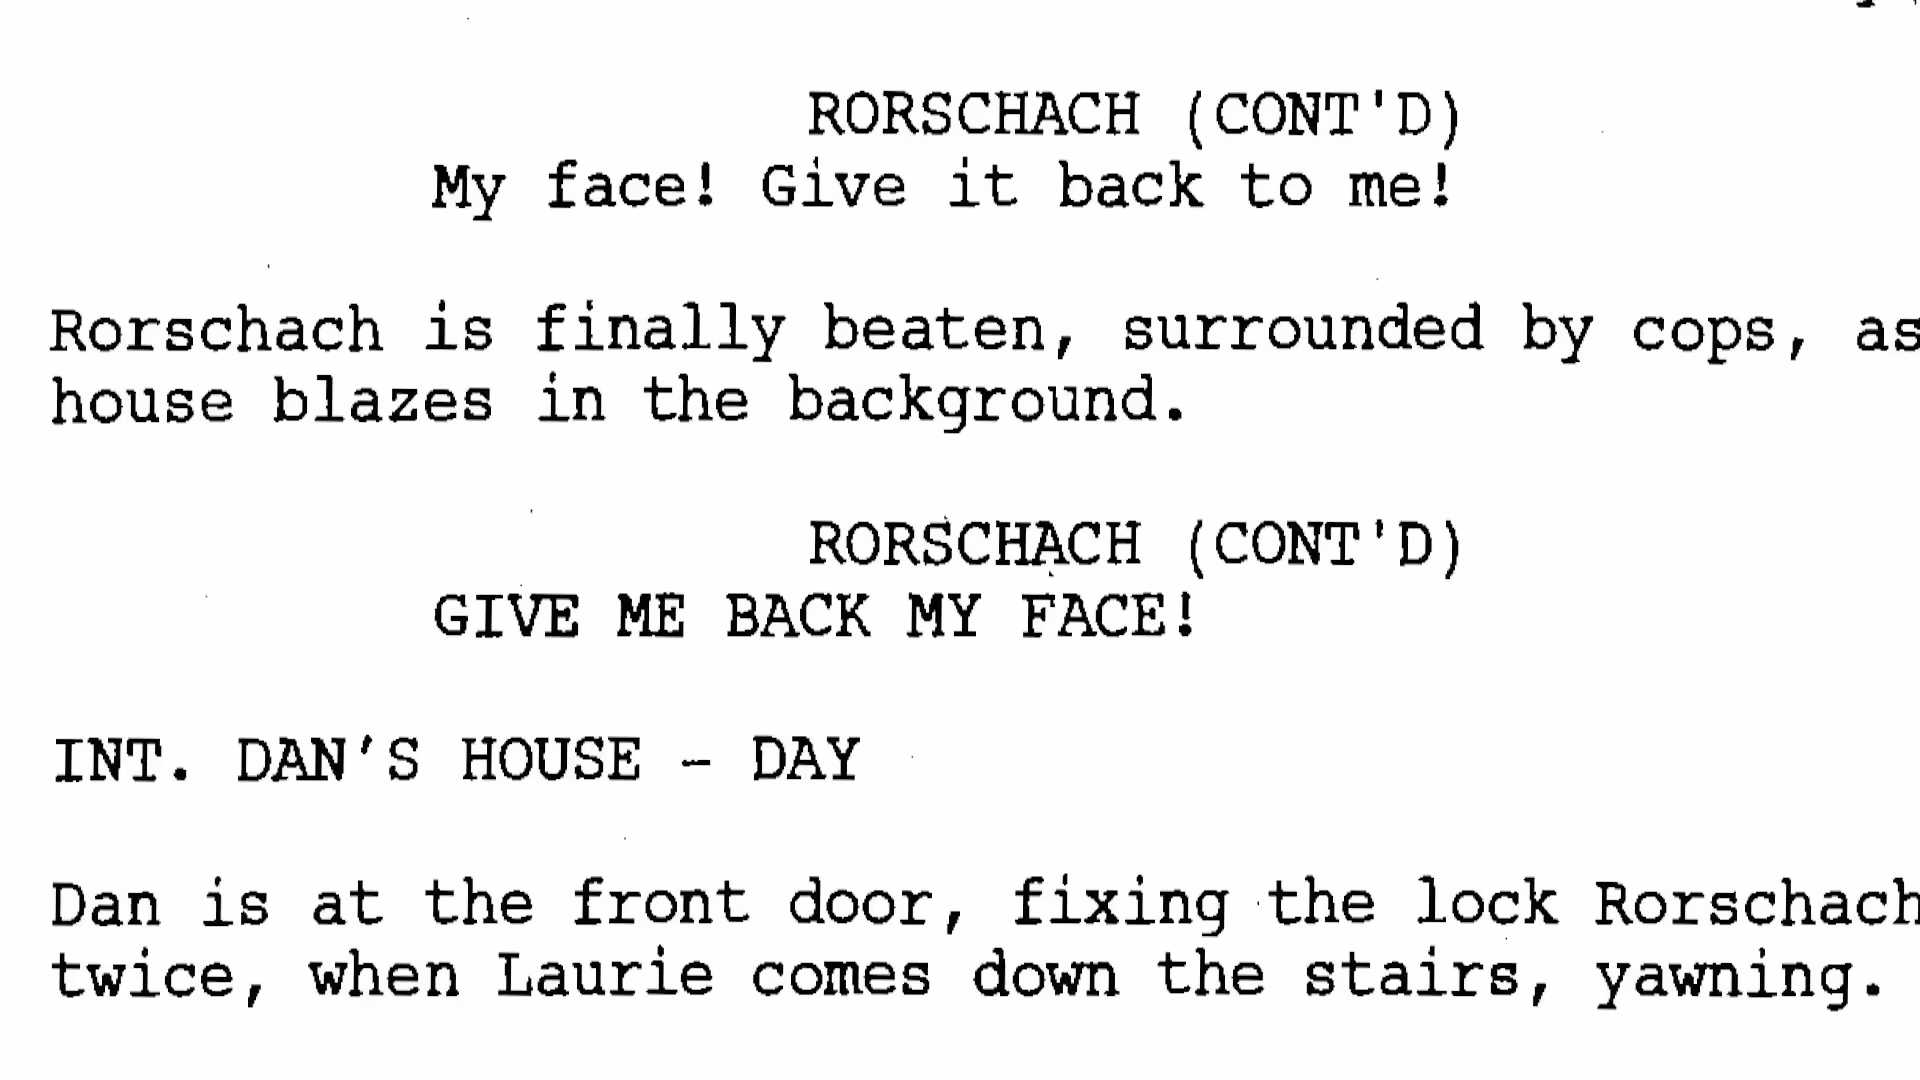 RORSCHACH (CONT'D)
My face! Give it back to me!
Rorschach is finally beaten, surrounded by cops, as
house blazes in the background.
RORSCHACH (CONT'D)
GIVE ME BACK MY FACE!
INT. DAN'S HOUSE - DAY
Dan is at the front door, fixing the lock Rorschach
twice, when Laurie comes down the stairs, yawning.